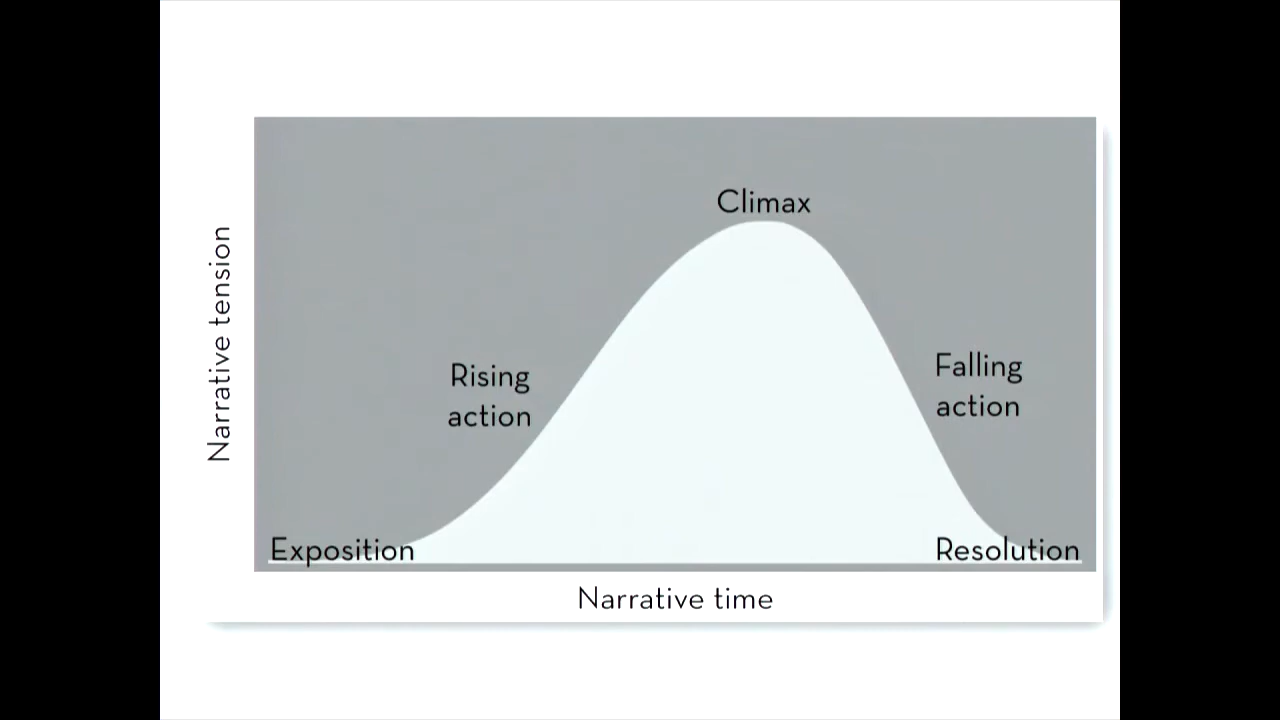 Climax
Narrative tension
Rising
action
Falling
action
Exposition
Resolution
Narrative time